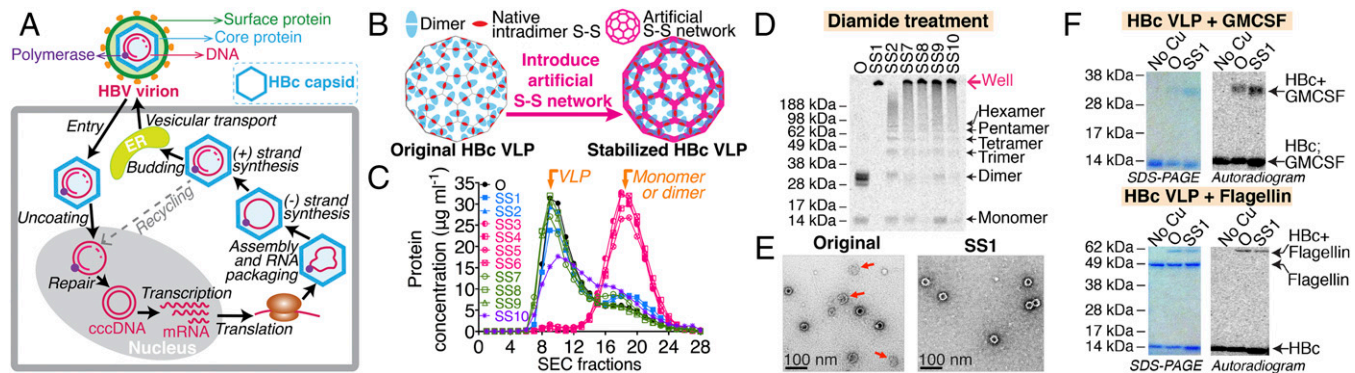 A
Surface protein
Core protein
Polymerase
DNA
HBV virion
HBc capsid
Entry
Vesicular transport
ER
Budding
(+) strand
synthesis
Uncoating
Recycling
(-) strand
synthesis
Assembly
and RNA
packaging
Repair
Transcription
cccDNA
mRNA
Translation
Nucleus
B
Dimer
Native
intradimer S-S
Artificial
S-S network
Introduce
artificial
S-S network
Original HBc VLP
Stabilized HBc VLP
C
VLP
Monomer
or dimer
Protein
concentration (µg ml⁻¹)
35
30
25
20
15
10
5
0
O
SS1
SS2
SS3
SS4
SS5
SS6
SS7
SS8
SS9
SS10
0 4 8 12 16 20 24 28
SEC fractions
D
Diamide treatment
O SS1 SS2 SS7 SS8 SS9 SS10
Well
188 kDa
98 kDa
62 kDa
49 kDa
38 kDa
28 kDa
17 kDa
14 kDa
Hexamer
Pentamer
Tetramer
Trimer
Dimer
Monomer
E
Original
SS1
100 nm
100 nm
F
HBc VLP + GMCSF
No Cu O SS1
No Cu O SS1
38 kDa
28 kDa
17 kDa
14 kDa
HBc+
GMCSF
HBc;
GMCSF
SDS-PAGE
Autoradiogram
HBc VLP + Flagellin
No Cu O SS1
No Cu O SS1
62 kDa
49 kDa
38 kDa
28 kDa
17 kDa
14 kDa
HBc+
Flagellin
Flagellin
HBc
SDS-PAGE
Autoradiogram